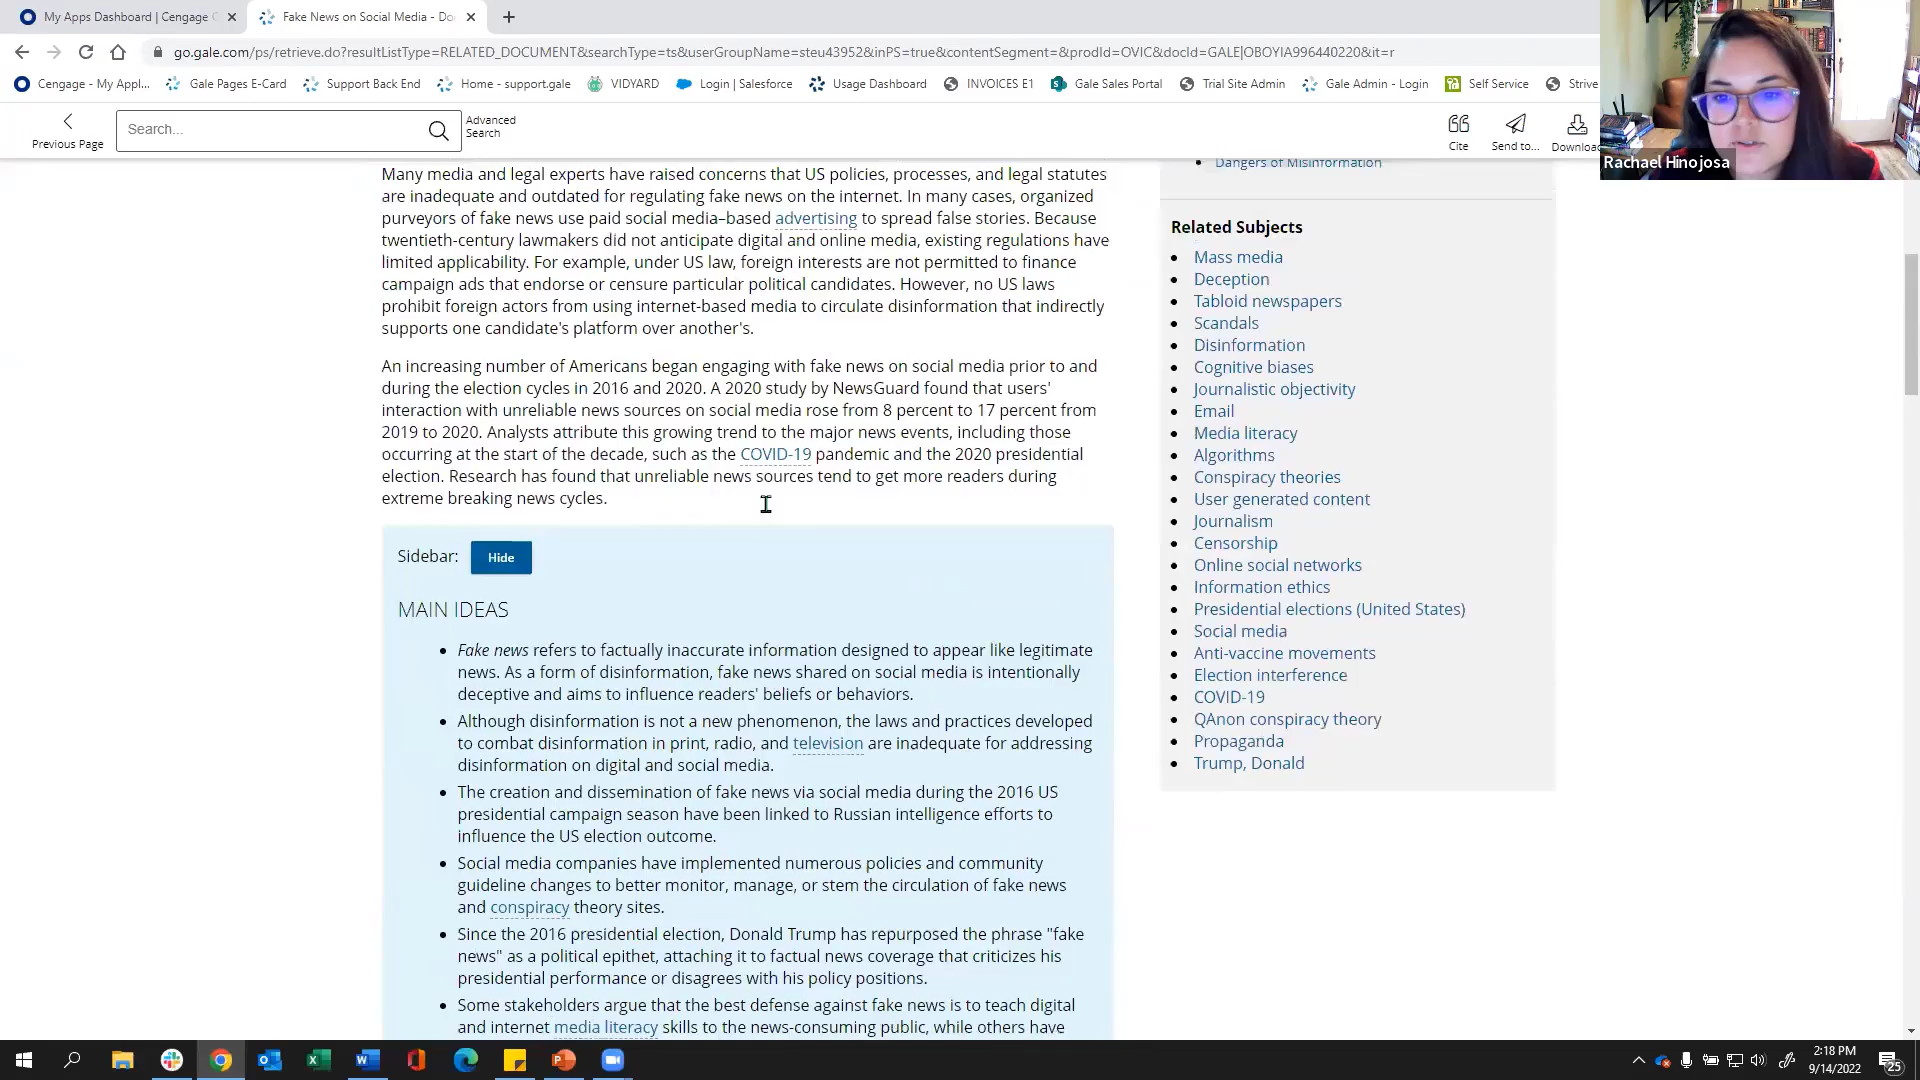 My Apps Dashboard | Cengage G
Fake News on Social Media - Do
go.gale.com/ps/retrieve.do?resultListType=RELATED_DOCUMENT&searchType=ts&userGroupName=steu43952&inPS=true&contentSegment=&prodId=OVIC&docId=GALE|OBOYIA996440220&it=r
Cengage - My Appl...
Gale Pages E-Card
Support Back End
Home - support.gale
VIDYARD
Login | Salesforce
Usage Dashboard
INVOICES E1
Gale Sales Portal
Trial Site Admin
Gale Admin - Login
Self Service
Strive
Previous Page
Search...
Advanced
Search
Cite
Send to...
Download
Rachael Hinojosa
Many media and legal experts have raised concerns that US policies, processes, and legal statutes
are inadequate and outdated for regulating fake news on the internet. In many cases, organized
purveyors of fake news use paid social media–based advertising to spread false stories. Because
twentieth-century lawmakers did not anticipate digital and online media, existing regulations have
limited applicability. For example, under US law, foreign interests are not permitted to finance
campaign ads that endorse or censure particular political candidates. However, no US laws
prohibit foreign actors from using internet-based media to circulate disinformation that indirectly
supports one candidate's platform over another's.
An increasing number of Americans began engaging with fake news on social media prior to and
during the election cycles in 2016 and 2020. A 2020 study by NewsGuard found that users'
interaction with unreliable news sources on social media rose from 8 percent to 17 percent from
2019 to 2020. Analysts attribute this growing trend to the major news events, including those
occurring at the start of the decade, such as the COVID-19 pandemic and the 2020 presidential
election. Research has found that unreliable news sources tend to get more readers during
extreme breaking news cycles.
Sidebar: Hide
MAIN IDEAS
• Fake news refers to factually inaccurate information designed to appear like legitimate
news. As a form of disinformation, fake news shared on social media is intentionally
deceptive and aims to influence readers' beliefs or behaviors.
• Although disinformation is not a new phenomenon, the laws and practices developed
to combat disinformation in print, radio, and television are inadequate for addressing
disinformation on digital and social media.
• The creation and dissemination of fake news via social media during the 2016 US
presidential campaign season have been linked to Russian intelligence efforts to
influence the US election outcome.
• Social media companies have implemented numerous policies and community
guideline changes to better monitor, manage, or stem the circulation of fake news
and conspiracy theory sites.
• Since the 2016 presidential election, Donald Trump has repurposed the phrase "fake
news" as a political epithet, attaching it to factual news coverage that criticizes his
presidential performance or disagrees with his policy positions.
• Some stakeholders argue that the best defense against fake news is to teach digital
and internet media literacy skills to the news-consuming public, while others have
• Dangers of Misinformation
Related Subjects
• Mass media
• Deception
• Tabloid newspapers
• Scandals
• Disinformation
• Cognitive biases
• Journalistic objectivity
• Email
• Media literacy
• Algorithms
• Conspiracy theories
• User generated content
• Journalism
• Censorship
• Online social networks
• Information ethics
• Presidential elections (United States)
• Social media
• Anti-vaccine movements
• Election interference
• COVID-19
• QAnon conspiracy theory
• Propaganda
• Trump, Donald
2:18 PM
9/14/2022
25